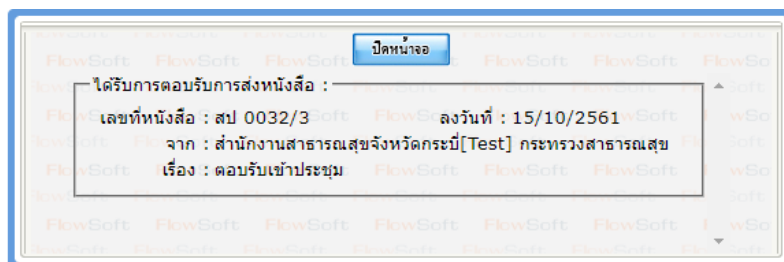 ปิดหน้าจอ
ได้รับการตอบรับการส่งหนังสือ :
เลขที่หนังสือ : สป 0032/3 ลงวันที่ : 15/10/2561
จาก : สำนักงานสาธารณสุขจังหวัดกระบี่[Test] กระทรวงสาธารณสุข
เรื่อง : ตอบรับเข้าประชุม
FlowSoft FlowSoft FlowSoft FlowSoft FlowSoft